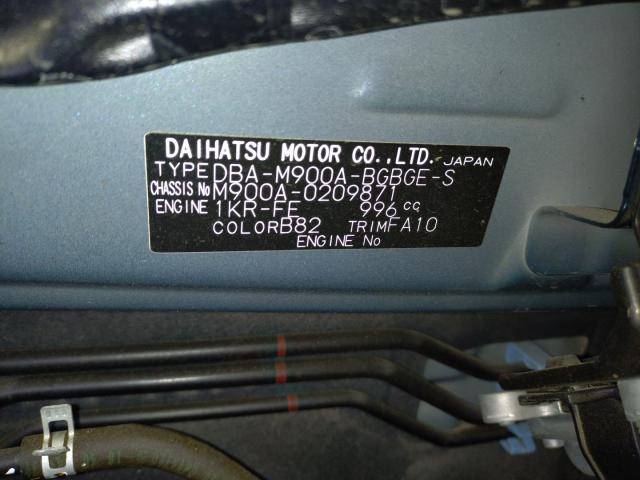 DAIHATSU MOTOR CO.,LTD. JAPAN
TYPE DBA-M900A-BGBGE-S
CHASSIS No M900A-0209871
ENGINE 1KR-FE 996 cc
COLOR B82 TRIM FA10
ENGINE No